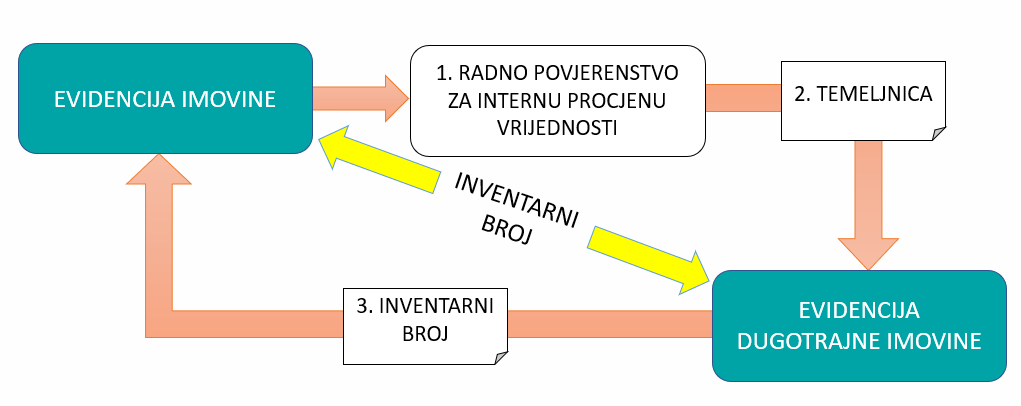 EVIDENCIJA IMOVINE
1. RADNO POVJERENSTVO
ZA INTERNU PROCJENU
VRIJEDNOSTI
2. TEMELJNICA
INVENTARNI
BROJ
3. INVENTARNI
BROJ
EVIDENCIJA
DUGOTRAJNE IMOVINE